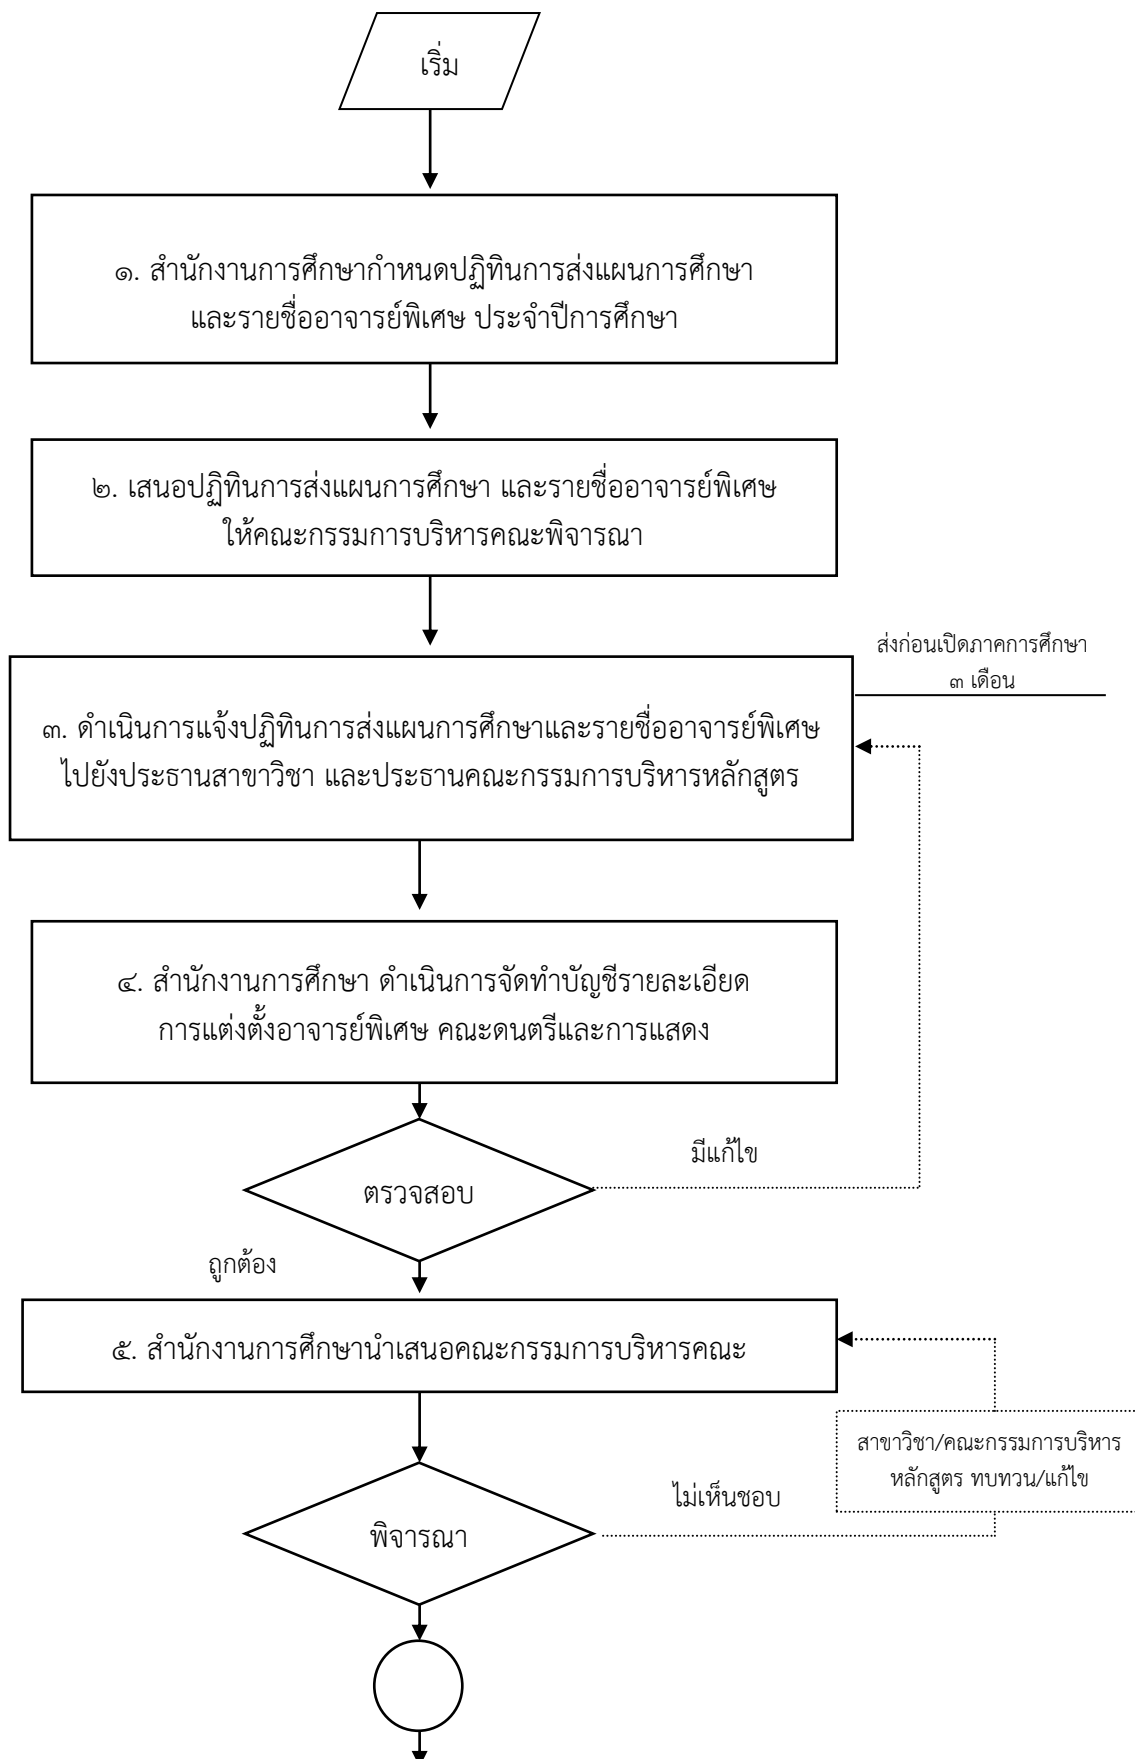 เริ่ม
๑. สำนักงานการศึกษากำหนดปฏิทินการส่งแผนการศึกษา
และรายชื่ออาจารย์พิเศษ ประจำปีการศึกษา
๒. เสนอปฏิทินการส่งแผนการศึกษา และรายชื่ออาจารย์พิเศษ
ให้คณะกรรมการบริหารคณะพิจารณา
ส่งก่อนเปิดภาคการศึกษา
๓ เดือน
๓. ดำเนินการแจ้งปฏิทินการส่งแผนการศึกษาและรายชื่ออาจารย์พิเศษ
ไปยังประธานสาขาวิชา และประธานคณะกรรมการบริหารหลักสูตร
๔. สำนักงานการศึกษา ดำเนินการจัดทำบัญชีรายละเอียด
การแต่งตั้งอาจารย์พิเศษ คณะดนตรีและการแสดง
มีแก้ไข
ตรวจสอบ
ถูกต้อง
๕. สำนักงานการศึกษานำเสนอคณะกรรมการบริหารคณะ
สาขาวิชา/คณะกรรมการบริหาร
หลักสูตร ทบทวน/แก้ไข
ไม่เห็นชอบ
พิจารณา